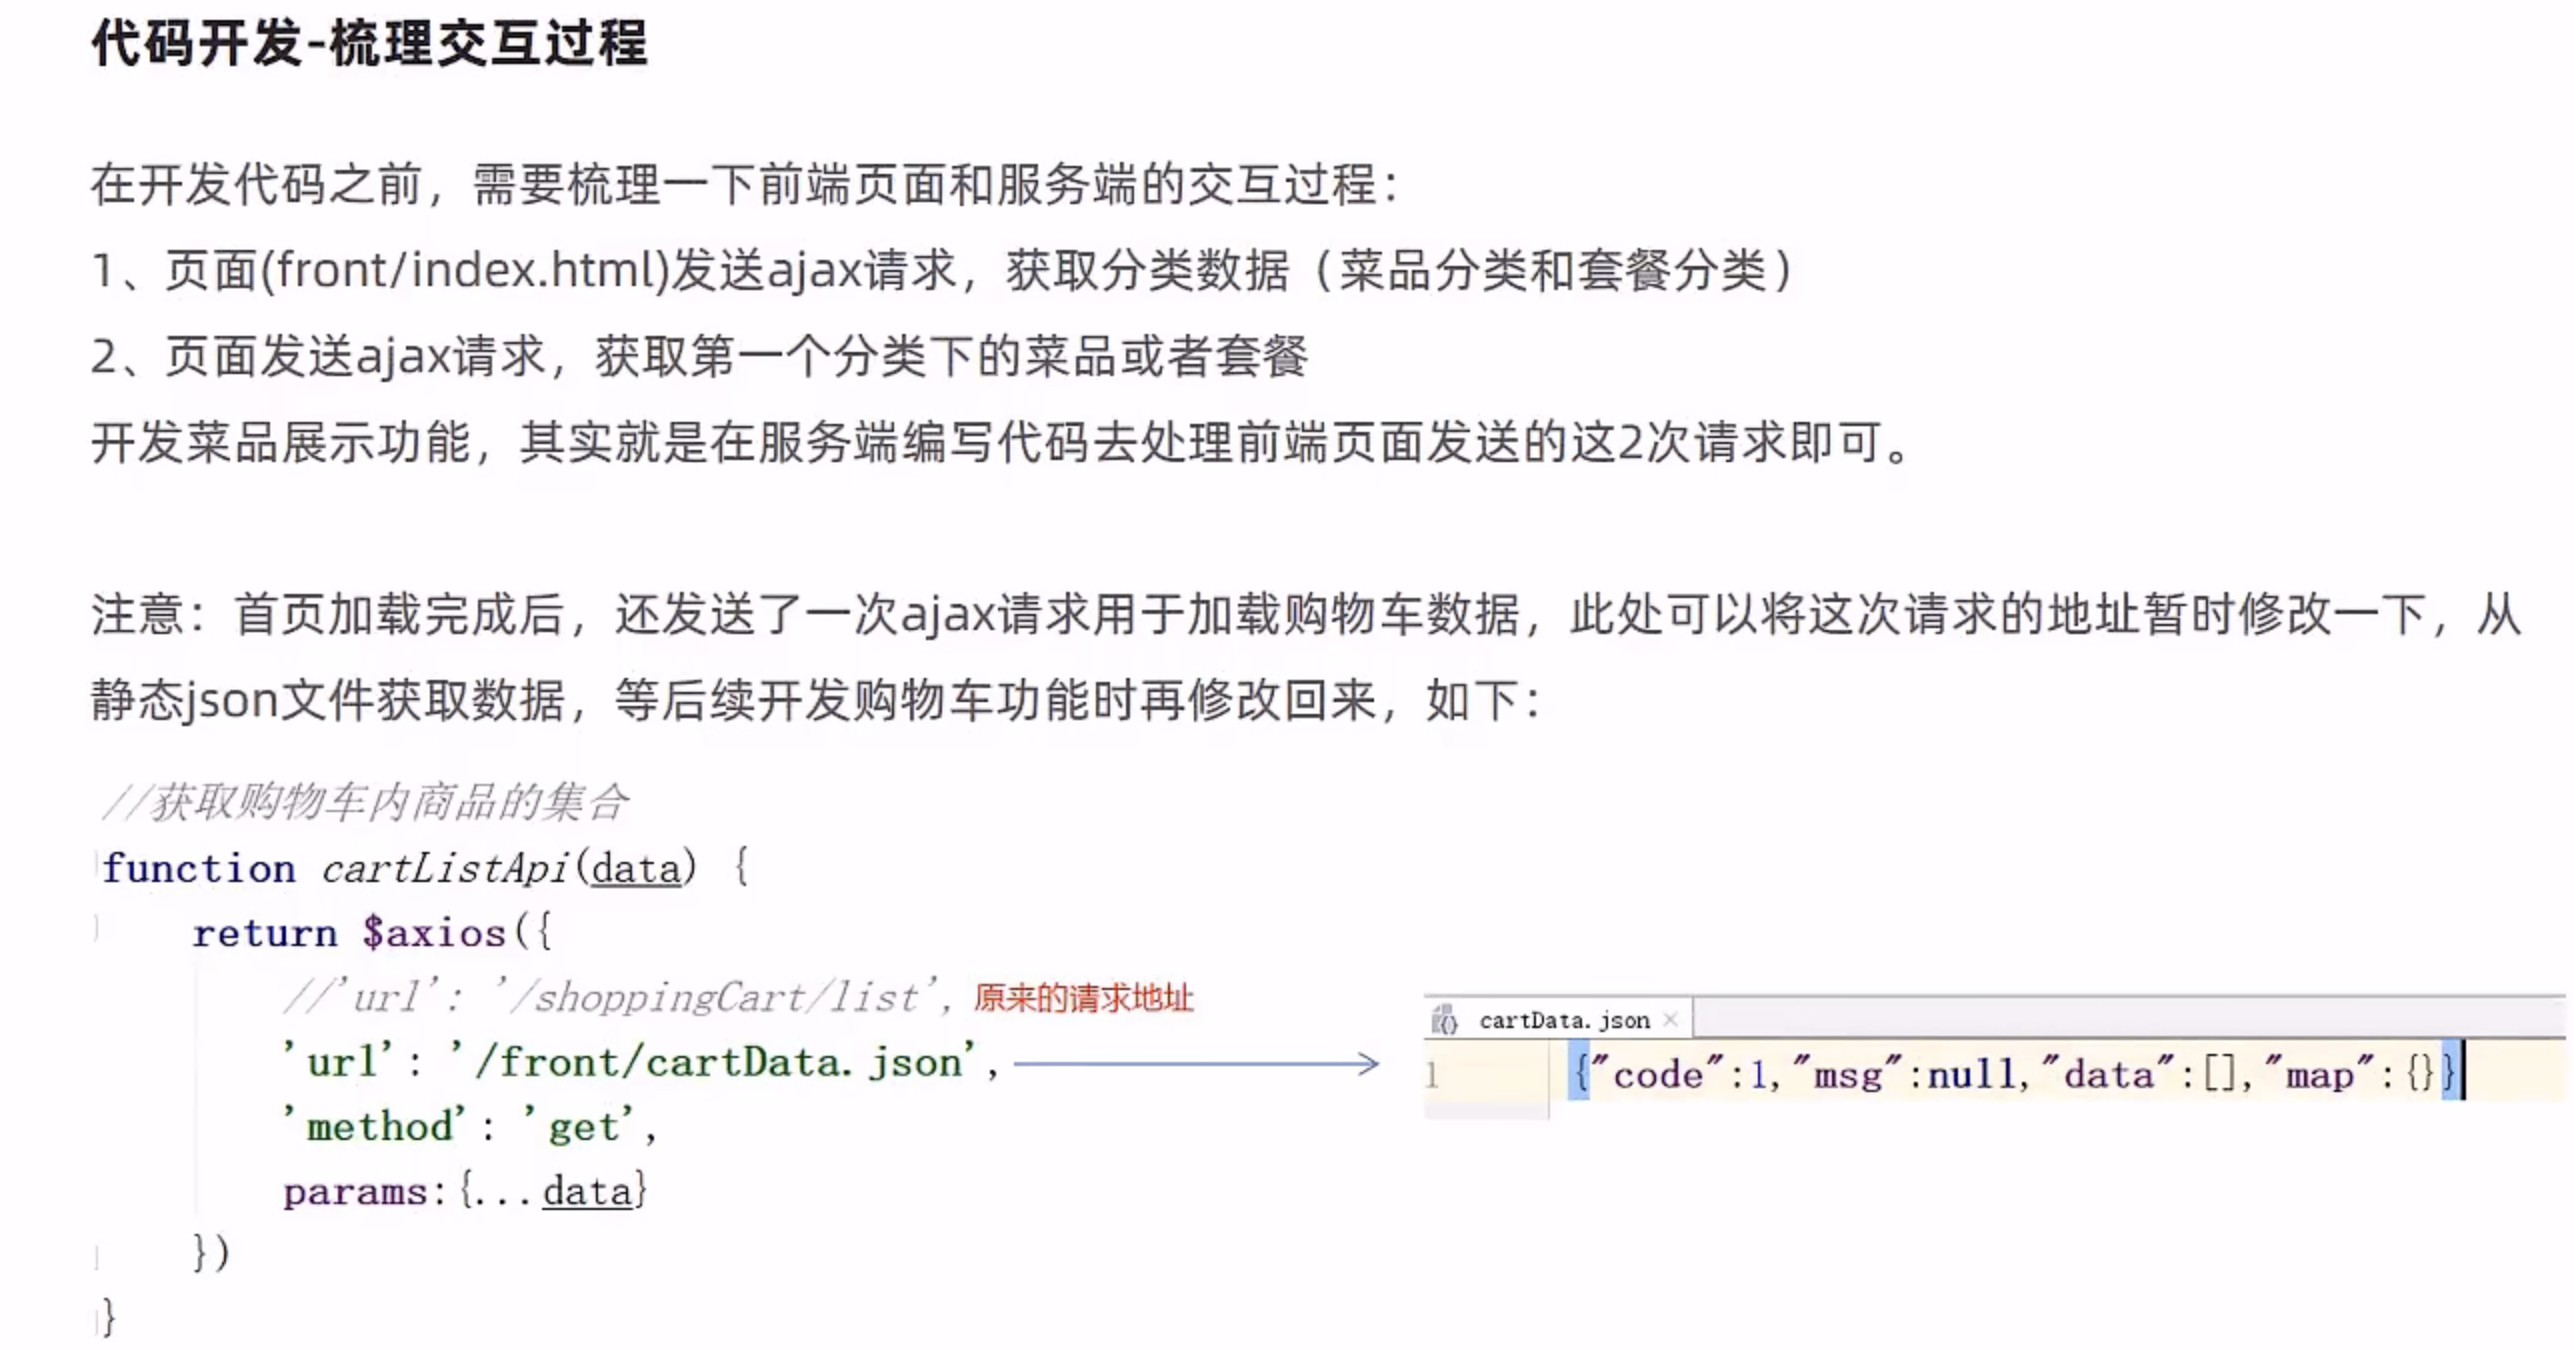 代码开发-梳理交互过程
在开发代码之前，需要梳理一下前端页面和服务端的交互过程：
1、页面(front/index.html)发送ajax请求，获取分类数据（菜品分类和套餐分类）
2、页面发送ajax请求，获取第一个分类下的菜品或者套餐
开发菜品展示功能，其实就是在服务端编写代码去处理前端页面发送的这2次请求即可。
注意：首页加载完成后，还发送了一次ajax请求用于加载购物车数据，此处可以将这次请求的地址暂时修改一下，从
静态json文件获取数据，等后续开发购物车功能时再修改回来，如下：
//获取购物车内商品的集合
function cartListApi(data) {
return $axios({
//'url': '/shoppingCart/list', 原来的请求地址
'url': '/front/cartData.json',
'method': 'get',
params:{...data}
})
}
cartData.json
1 {"code":1,"msg":null,"data":[],"map":{}}